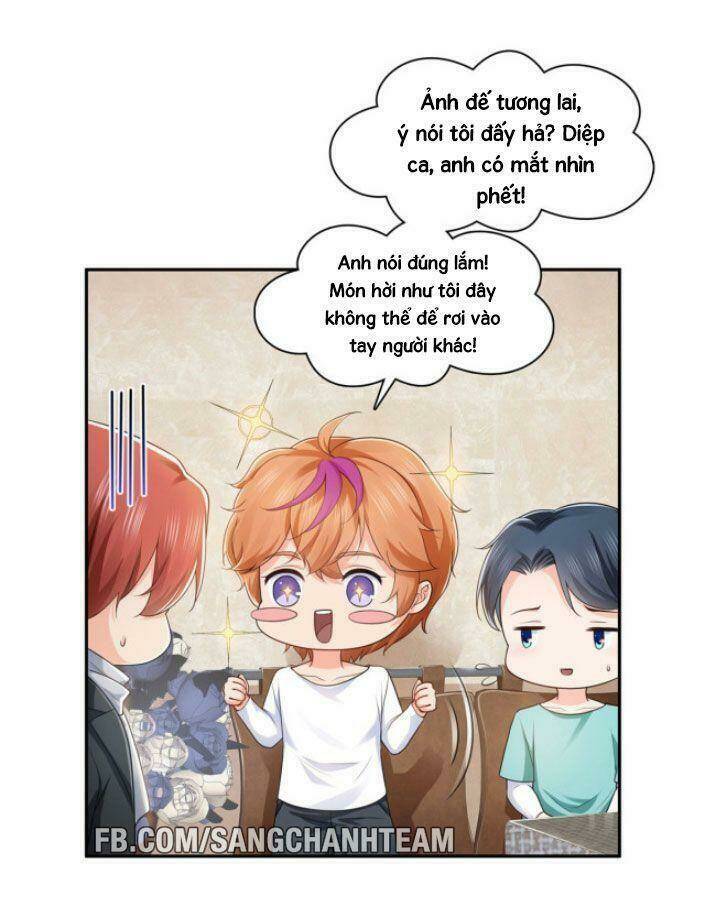 Ảnh đế tương lai,
ý nói tôi đấy hả? Diệp
ca, anh có mắt nhìn
phết!
Anh nói đúng lắm!
Món hời như tôi đây
không thể để rơi vào
tay người khác!
FB.COM/SANGCHANHTEAM